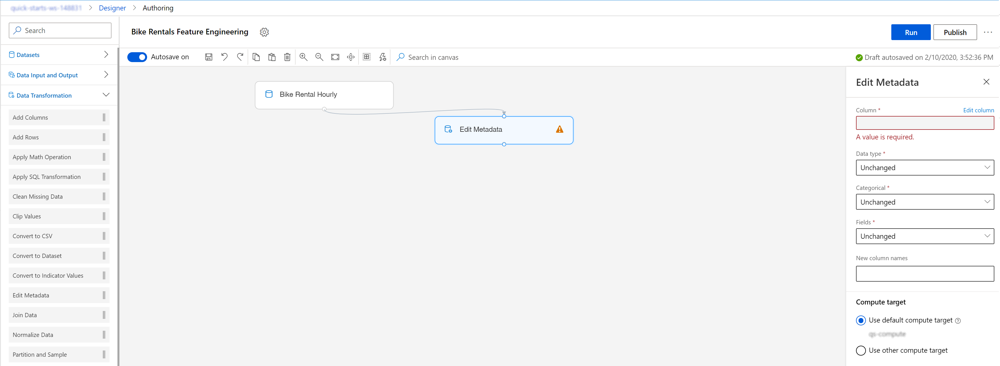 quick-starts-ws-148831 > Designer > Authoring
Search
Datasets
Data Input and Output
Data Transformation
Add Columns
Add Rows
Apply Math Operation
Apply SQL Transformation
Clean Missing Data
Clip Values
Convert to CSV
Convert to Dataset
Convert to Indicator Values
Edit Metadata
Join Data
Normalize Data
Partition and Sample
Bike Rentals Feature Engineering
Run
Publish
Autosave on
Search in canvas
Draft autosaved on 2/10/2020, 3:52:36 PM
Bike Rental Hourly
Edit Metadata
Edit Metadata
Column *
Edit column
A value is required.
Data type *
Unchanged
Categorical *
Unchanged
Fields *
Unchanged
New column names
Compute target
Use default compute target
qs-compute
Use other compute target